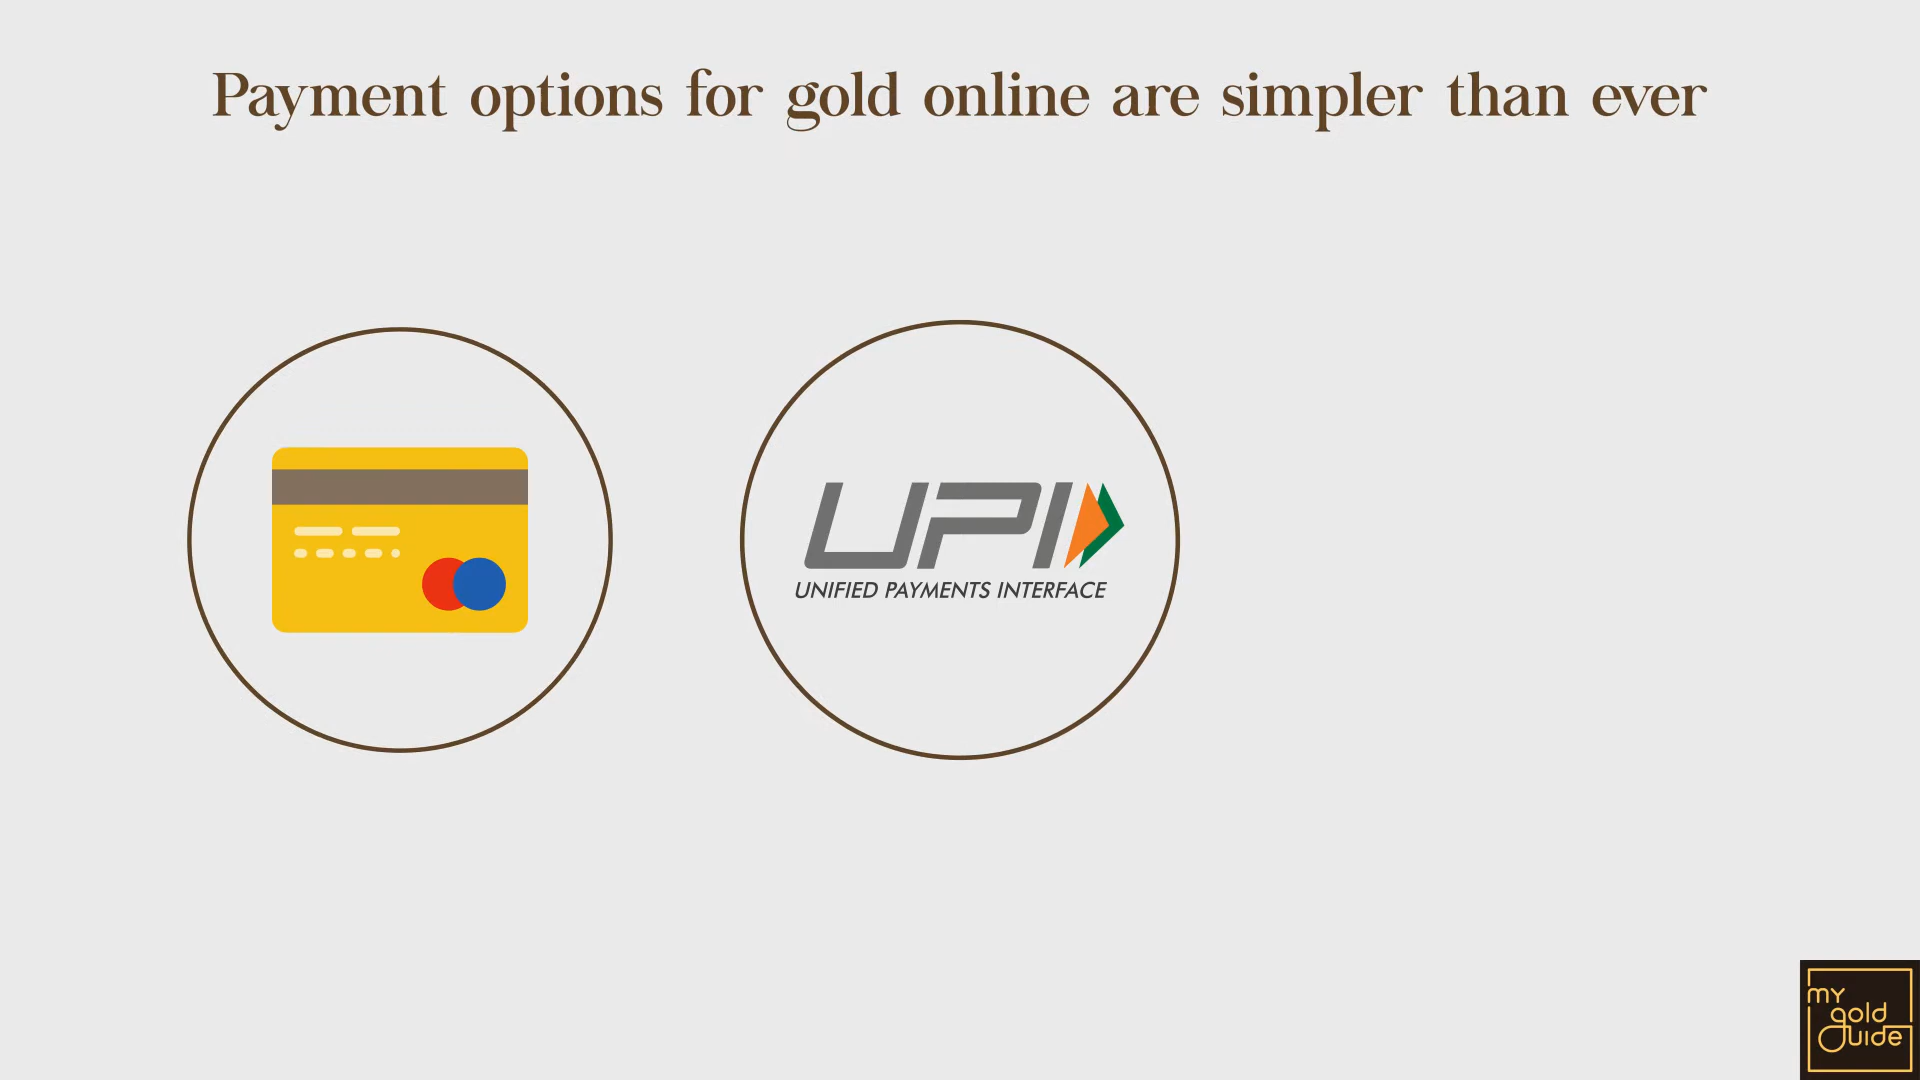 Payment options for gold online are simpler than ever
UPI
UNIFIED PAYMENTS INTERFACE
my
gold
guide